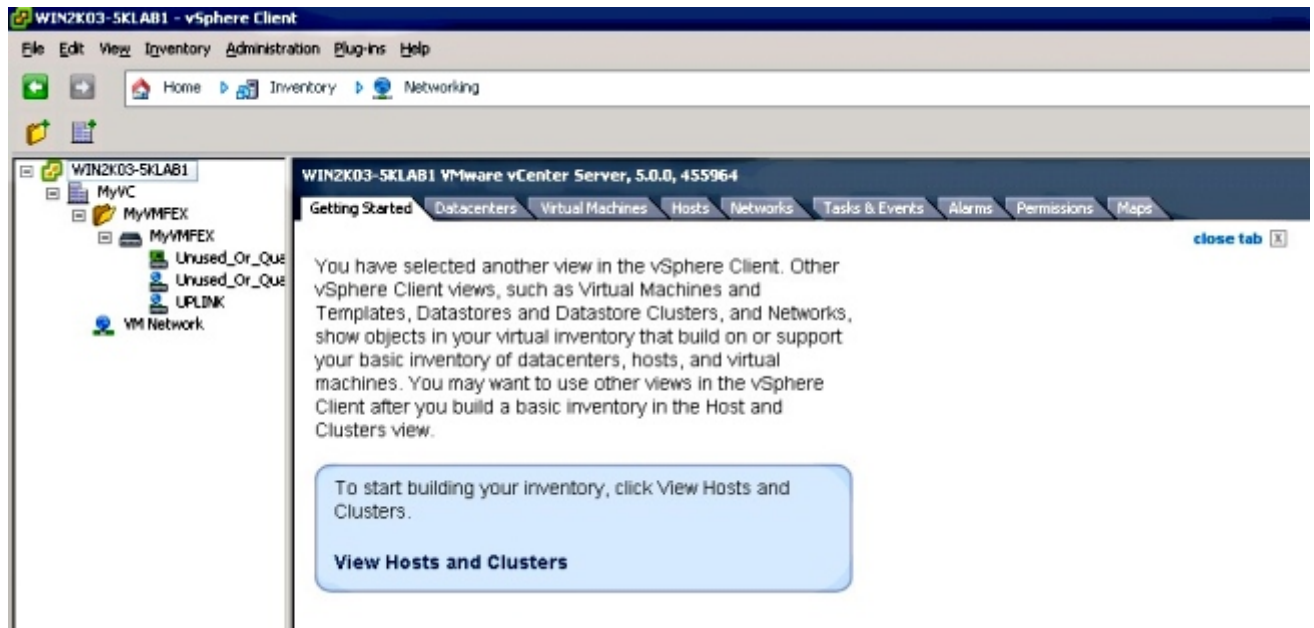 WIN2K03-5KLAB1 - vSphere Client
File Edit View Inventory Administration Plug-ins Help
Home Inventory Networking
WIN2K03-5KLAB1
MyVC
MyVMFEX
MyVMFEX
Unused_Or_Qua
Unused_Or_Qua
UPLINK
VM Network
WIN2K03-5KLAB1 VMware vCenter Server, 5.0.0, 455964
Getting Started Datacenters Virtual Machines Hosts Networks Tasks & Events Alarms Permissions Maps
close tab X
You have selected another view in the vSphere Client. Other
vSphere Client views, such as Virtual Machines and
Templates, Datastores and Datastore Clusters, and Networks,
show objects in your virtual inventory that build on or support
your basic inventory of datacenters, hosts, and virtual
machines. You may want to use other views in the vSphere
Client after you build a basic inventory in the Host and
Clusters view.
To start building your inventory, click View Hosts and
Clusters.
View Hosts and Clusters